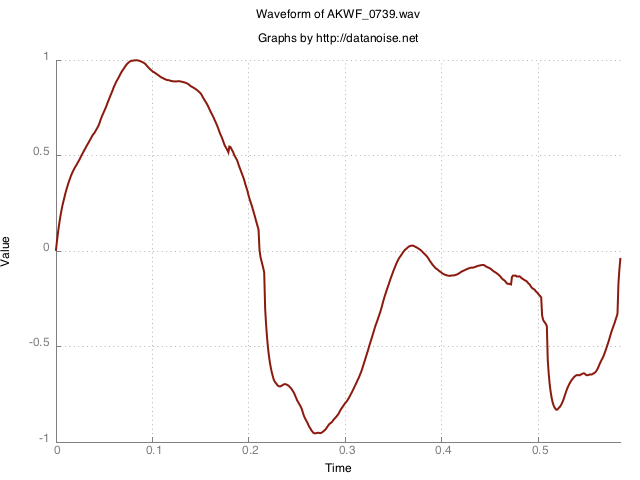 Waveform of AKWF_0739.wav
Graphs by http://datanoise.net
1
0.5
0
-0.5
-1
Value
0 0.1 0.2 0.3 0.4 0.5
Time